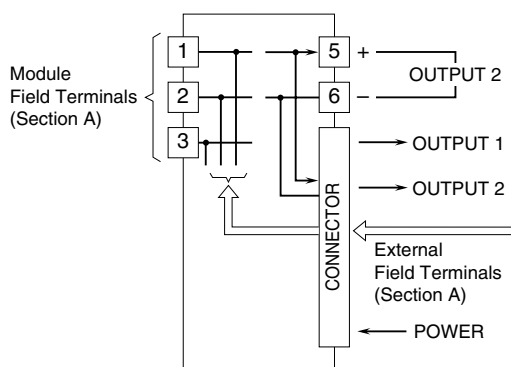 Module
Field Terminals
(Section A)
1
2
3
5
6
+
–
OUTPUT 2
OUTPUT 1
OUTPUT 2
CONNECTOR
External
Field Terminals
(Section A)
POWER